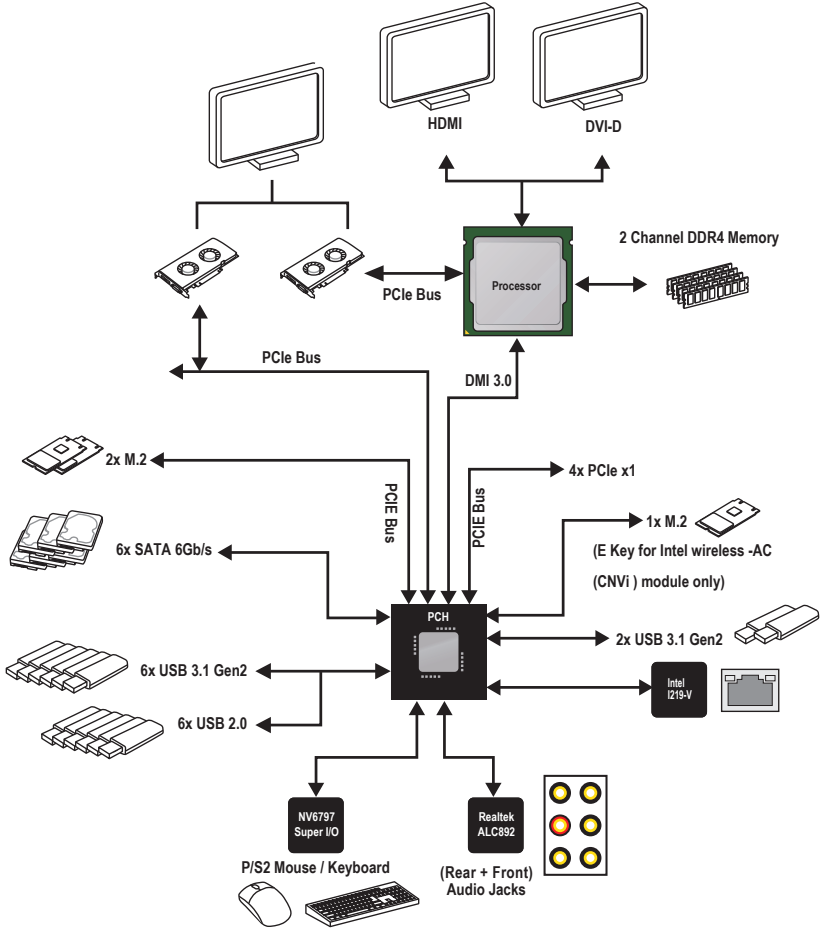 HDMI
DVI-D
2 Channel DDR4 Memory
Processor
PCIe Bus
PCIe Bus
DMI 3.0
2x M.2
PCIE Bus
PCIE Bus
4x PCIe x1
1x M.2
(E Key for Intel wireless -AC
(CNVi ) module only)
6x SATA 6Gb/s
PCH
2x USB 3.1 Gen2
6x USB 3.1 Gen2
Intel
I219-V
6x USB 2.0
NV6797
Super I/O
Realtek
ALC892
P/S2 Mouse / Keyboard
(Rear + Front)
Audio Jacks